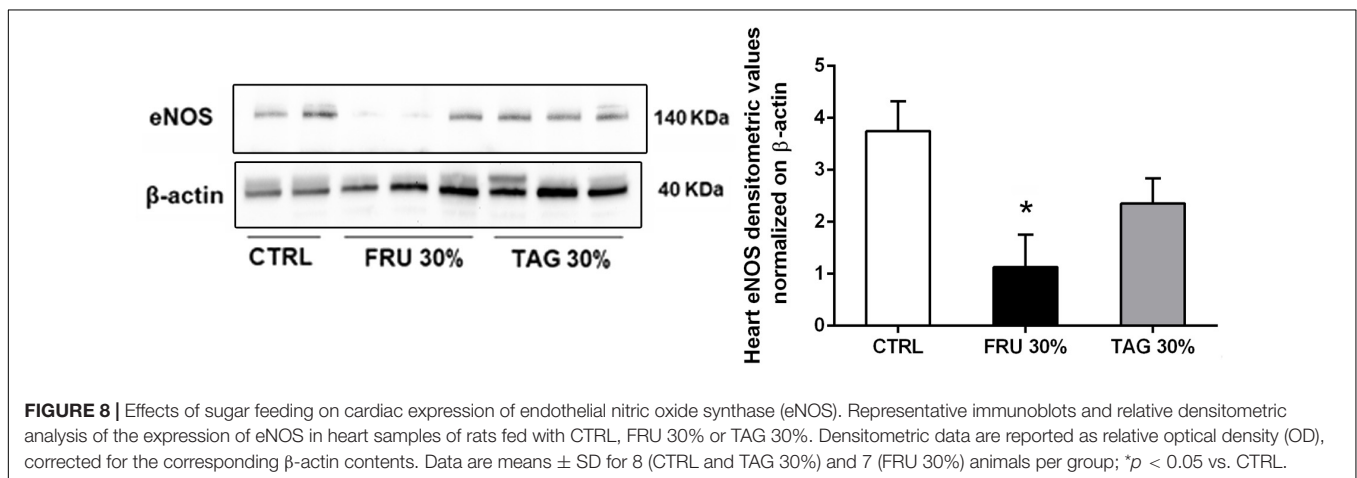 eNOS
140 KDa
β-actin
40 KDa
CTRL FRU 30% TAG 30%
Heart eNOS densitometric values
normalized on β-actin
5
4
3
2
1
0
*
CTRL FRU 30% TAG 30%
FIGURE 8 | Effects of sugar feeding on cardiac expression of endothelial nitric oxide synthase (eNOS). Representative immunoblots and relative densitometric
analysis of the expression of eNOS in heart samples of rats fed with CTRL, FRU 30% or TAG 30%. Densitometric data are reported as relative optical density (OD),
corrected for the corresponding β-actin contents. Data are means ± SD for 8 (CTRL and TAG 30%) and 7 (FRU 30%) animals per group; *p < 0.05 vs. CTRL.